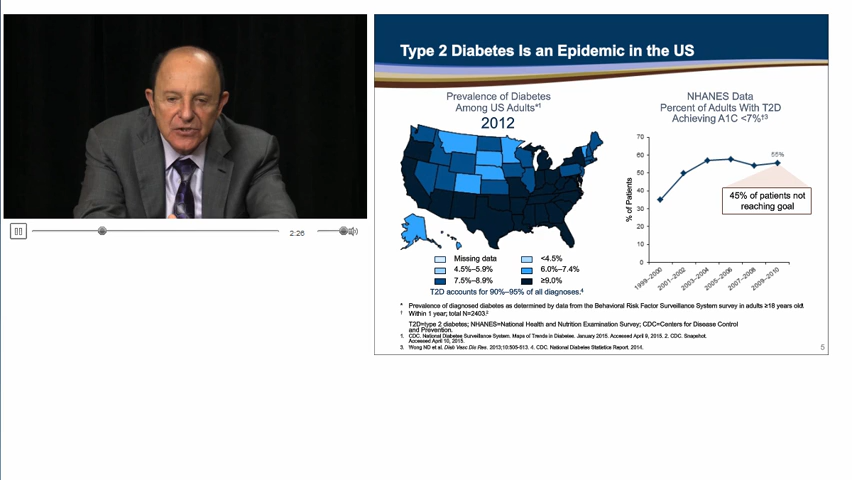 2:26
Type 2 Diabetes Is an Epidemic in the US
Prevalence of Diabetes
Among US Adults*1
2012
Missing data
<4.5%
4.5%–5.9%
6.0%–7.4%
7.5%–8.9%
≥9.0%
T2D accounts for 90%–95% of all diagnoses.4
NHANES Data
Percent of Adults With T2D
Achieving A1C <7%†3
% of Patients
70
60
50
40
30
20
10
0
55%
45% of patients not
reaching goal
1999–2000
2001–2002
2003–2004
2005–2006
2007–2008
2009–2010
* Prevalence of diagnosed diabetes as determined by data from the Behavioral Risk Factor Surveillance System survey in adults ≥18 years old.
† Within 1 year; total N=2403.2
T2D=type 2 diabetes; NHANES=National Health and Nutrition Examination Survey; CDC=Centers for Disease Control
and Prevention.
1. CDC. National Diabetes Surveillance System. Maps of Trends in Diabetes. January 2015. Accessed April 9, 2015. 2. CDC. Snapshot.
Accessed April 10, 2015.
3. Wong ND et al. Diab Vasc Dis Res. 2013;10:505-513. 4. CDC. National Diabetes Statistics Report, 2014.
5